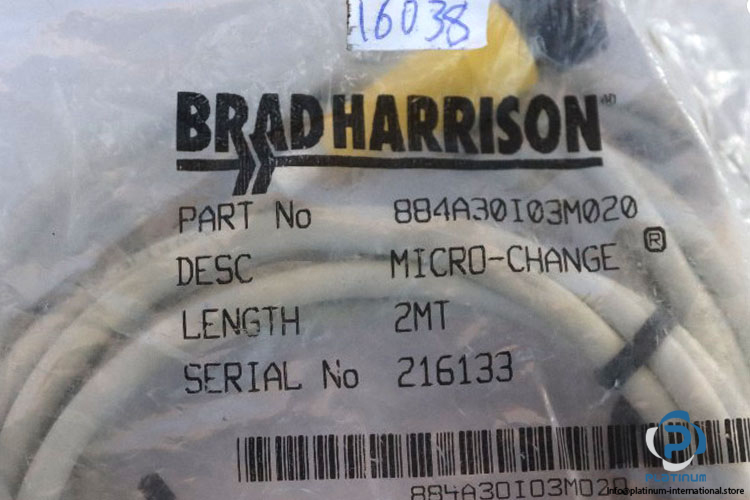 16038
BRAD HARRISON
PART No 884A30I03M020
DESC MICRO-CHANGE ®
LENGTH 2MT
SERIAL No 216133
884A30I03M020
PLATINUM
info@platinum-international.store